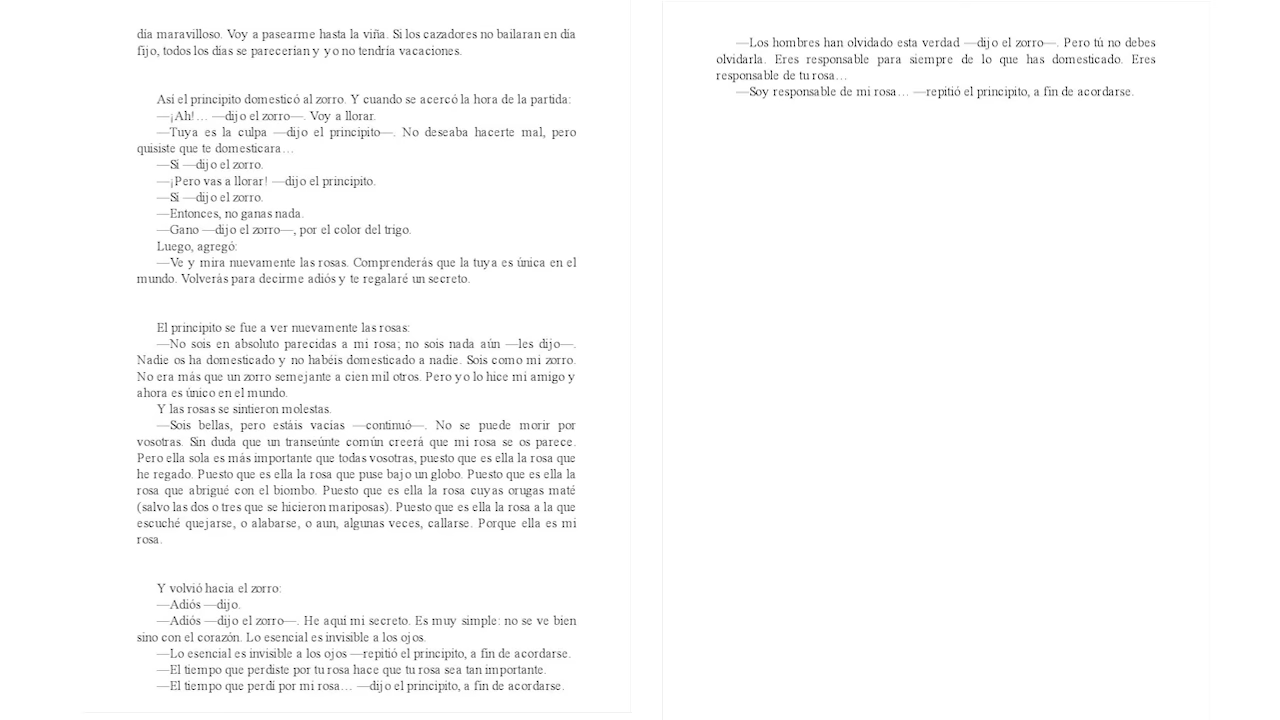 día maravilloso. Voy a pasearme hasta la viña. Si los cazadores no bailaran en día
fijo, todos los días se parecerían y yo no tendría vacaciones.
Así el principito domesticó al zorro. Y cuando se acercó la hora de la partida:
—¡Ah!… —dijo el zorro—. Voy a llorar.
—Tuya es la culpa —dijo el principito—. No deseaba hacerte mal, pero
quisiste que te domesticara…
—Sí —dijo el zorro.
—¡Pero vas a llorar! —dijo el principito.
—Sí —dijo el zorro.
—Entonces, no ganas nada.
—Gano —dijo el zorro—, por el color del trigo.
Luego, agregó:
—Ve y mira nuevamente las rosas. Comprenderás que la tuya es única en el
mundo. Volverás para decirme adiós y te regalaré un secreto.
El principito se fue a ver nuevamente las rosas:
—No sois en absoluto parecidas a mi rosa; no sois nada aún —les dijo—.
Nadie os ha domesticado y no habéis domesticado a nadie. Sois como mi zorro.
No era más que un zorro semejante a cien mil otros. Pero yo lo hice mi amigo y
ahora es único en el mundo.
Y las rosas se sintieron molestas.
—Sois bellas, pero estáis vacías —continuó—. No se puede morir por
vosotras. Sin duda que un transeúnte común creerá que mi rosa se os parece.
Pero ella sola es más importante que todas vosotras, puesto que es ella la rosa que
he regado. Puesto que es ella la rosa que puse bajo un globo. Puesto que es ella la
rosa que abrigué con el biombo. Puesto que es ella la rosa cuyas orugas maté
(salvo las dos o tres que se hicieron mariposas). Puesto que es ella la rosa a la que
escuché quejarse, o alabarse, o aun, algunas veces, callarse. Porque ella es mi
rosa.
Y volvió hacia el zorro:
—Adiós —dijo.
—Adiós —dijo el zorro—. He aquí mi secreto. Es muy simple: no se ve bien
sino con el corazón. Lo esencial es invisible a los ojos.
—Lo esencial es invisible a los ojos —repitió el principito, a fin de acordarse.
—El tiempo que perdiste por tu rosa hace que tu rosa sea tan importante.
—El tiempo que perdí por mi rosa… —dijo el principito, a fin de acordarse.
—Los hombres han olvidado esta verdad —dijo el zorro—. Pero tú no debes
olvidarla. Eres responsable para siempre de lo que has domesticado. Eres
responsable de tu rosa…
—Soy responsable de mi rosa… —repitió el principito, a fin de acordarse.